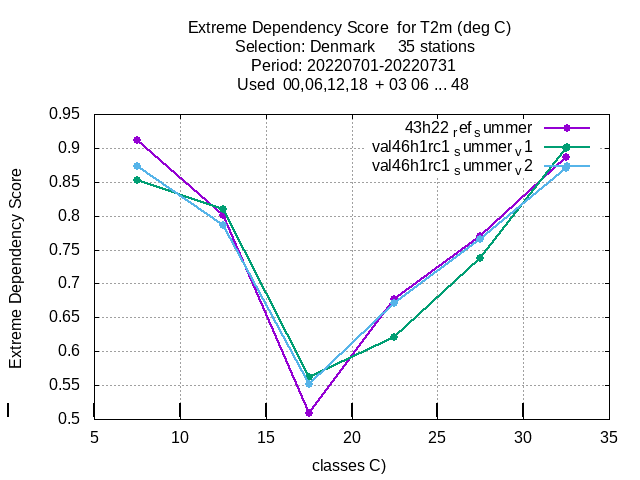 Extreme Dependency Score for T2m (deg C)
Selection: Denmark 35 stations
Period: 20220701-20220731
Used 00,06,12,18 + 03 06 ... 48
43h22 ref summer
val46h1rc1 summer v1
val46h1rc1 summer v2
0.95
0.9
0.85
0.8
0.75
0.7
0.65
0.6
0.55
0.5
Extreme Dependency Score
5 10 15 20 25 30 35
classes C)